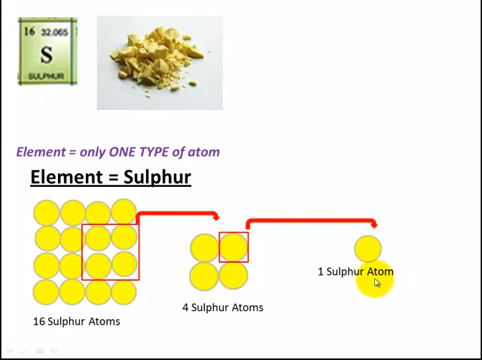 16 32.065
S
SULPHUR
Element = only ONE TYPE of atom
Element = Sulphur
1 Sulphur Atom
4 Sulphur Atoms
16 Sulphur Atoms